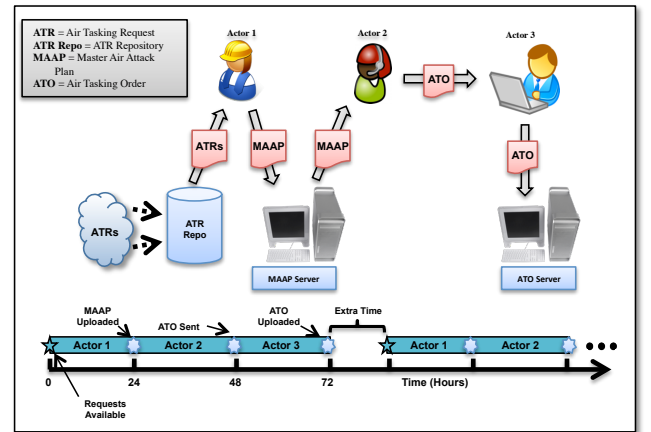 ATR = Air Tasking Request
ATR Repo = ATR Repository
MAAP = Master Air Attack
Plan
ATO = Air Tasking Order
Actor 1
Actor 2
Actor 3
ATO
ATRs
MAAP
MAAP
ATO
ATRs
ATR
Repo
MAAP Server
ATO Server
MAAP
Uploaded
ATO Sent
ATO
Uploaded
Extra Time
Actor 1
Actor 2
Actor 3
Actor 1
Actor 2
0
24
48
72
Time (Hours)
Requests
Available